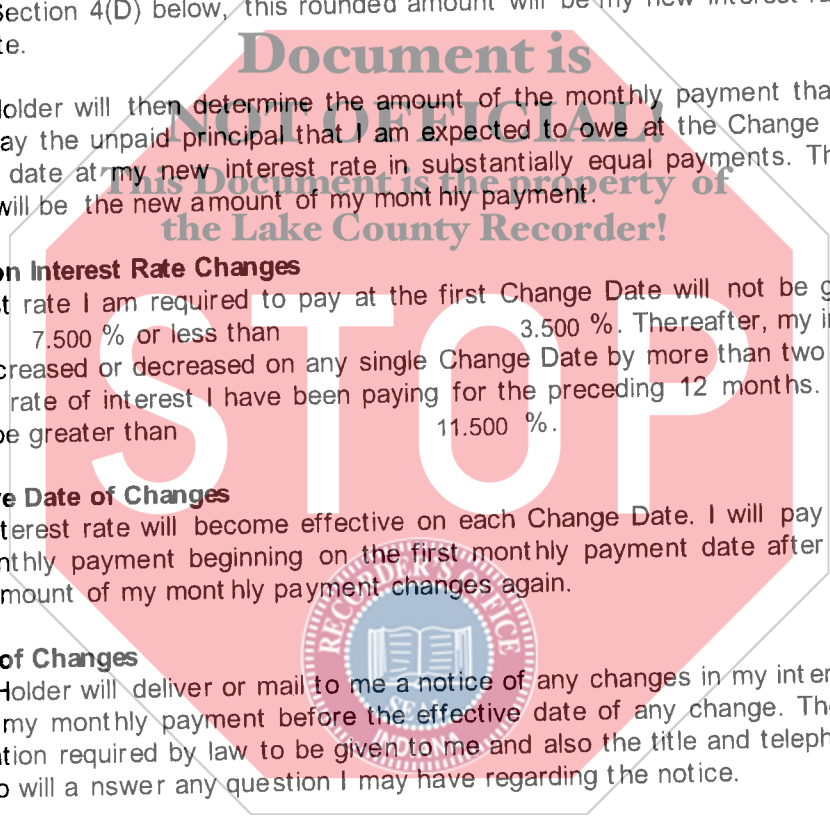 Section 4(D) below, this rounded amount will be my new interest
te.
Document is
Holder will then determine the amount of the monthly payment tha
NOT OFFICIAL!
ay the unpaid principal that I am expected to owe at the Change
date at my new interest rate in substantially equal payments. Th
This Document is the property of
will be the new amount of my monthly payment.
the Lake County Recorder!
on Interest Rate Changes
st rate I am required to pay at the first Change Date will not be g
7.500 % or less than 3.500 %. Thereafter, my i
creased or decreased on any single Change Date by more than two
rate of interest I have been paying for the preceding 12 months.
be greater than 11.500 %.
STOP
e Date of Changes
terest rate will become effective on each Change Date. I will pay
nthly payment beginning on the first monthly payment date after
mount of my monthly payment changes again.
RECORDER'S OFFICE
of Changes
Holder will deliver or mail to me a notice of any changes in my inter
SEAL
my monthly payment before the effective date of any change. Th
INDIANA
tion required by law to be given to me and also the title and teleph
o will answer any question I may have regarding the notice.